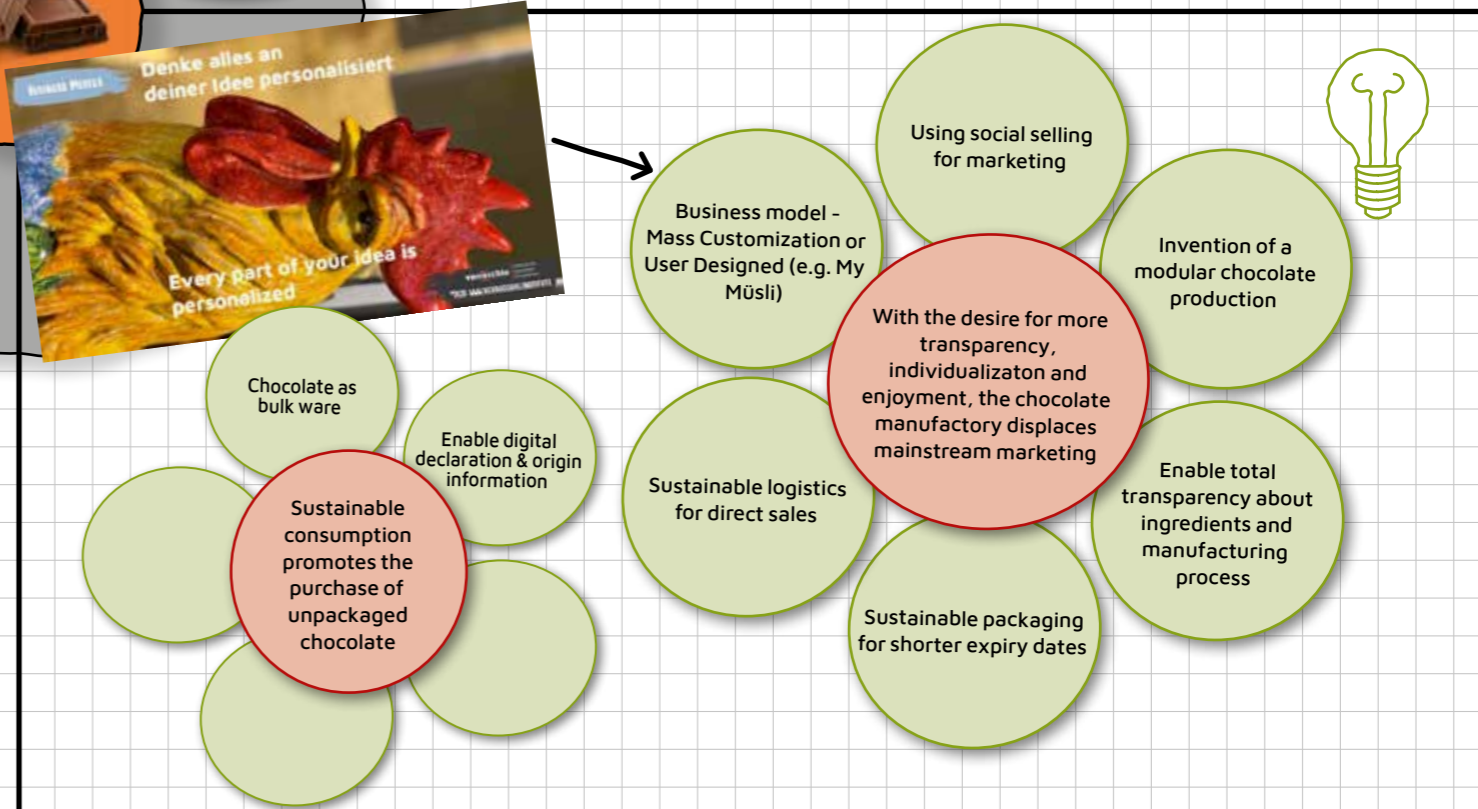 Denke alles an
deiner Idee personalisiert
Every part of your idea is
personalized
Using social selling
for marketing
Business model -
Mass Customization or
User Designed (e.g. My
Müsli)
Invention of a
modular chocolate
production
With the desire for more
transparency,
individualizaton and
enjoyment, the chocolate
manufactory displaces
mainstream marketing
Sustainable logistics
for direct sales
Enable total
transparency about
ingredients and
manufacturing
process
Sustainable packaging
for shorter expiry dates
Chocolate as
bulk ware
Enable digital
declaration & origin
information
Sustainable
consumption
promotes the
purchase of
unpackaged
chocolate